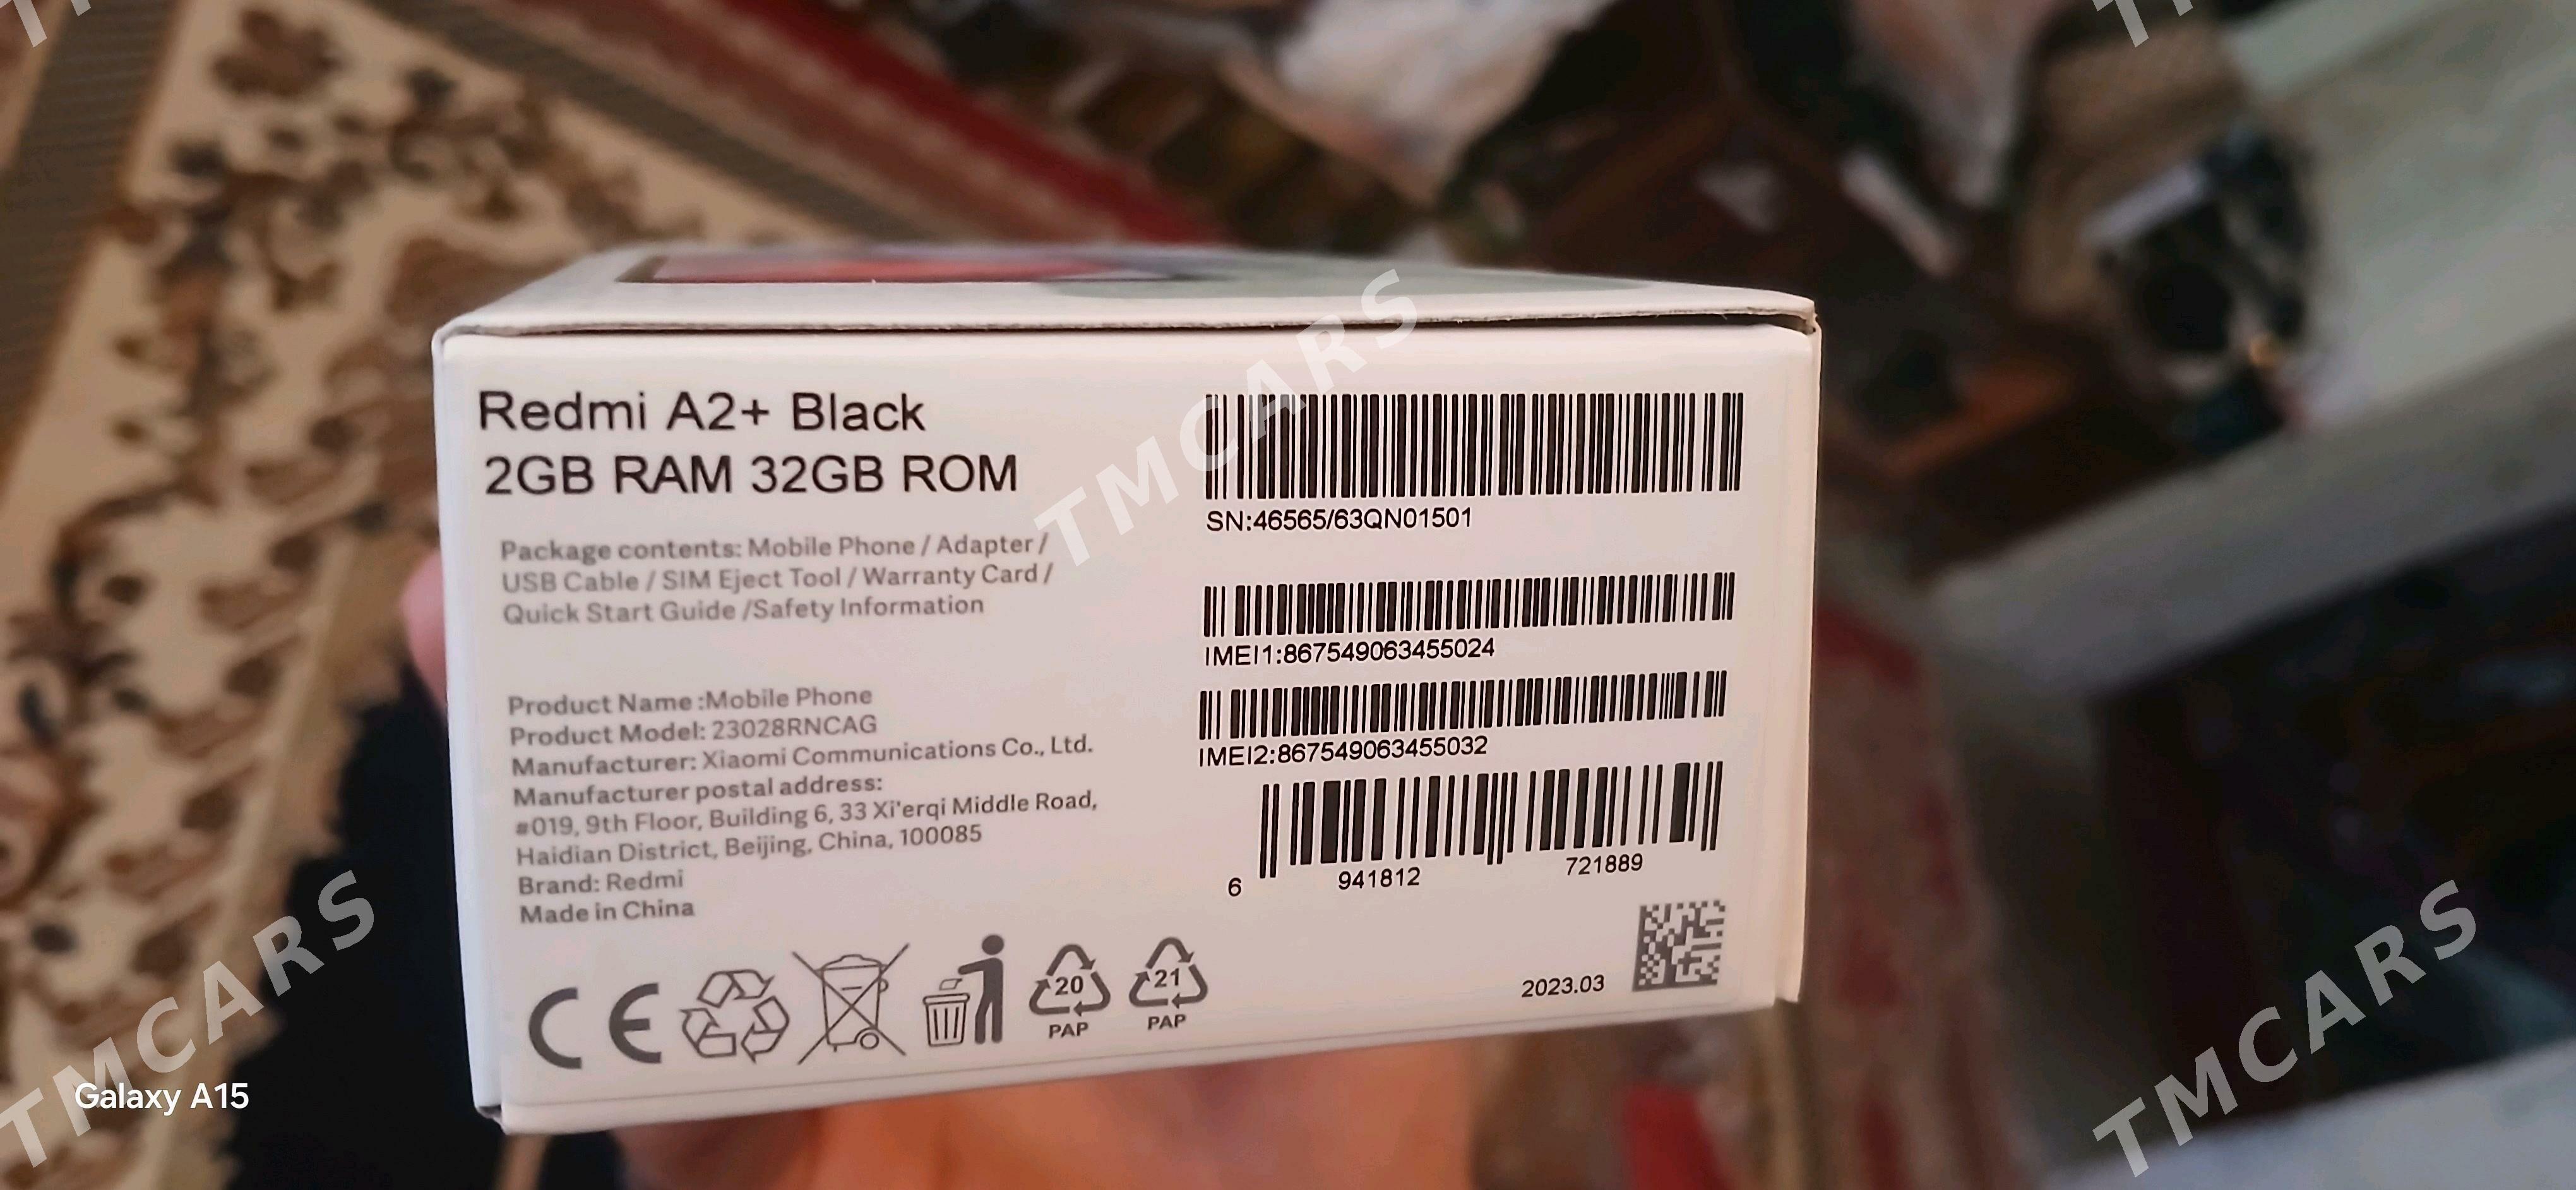 Redmi A2+ Black
2GB RAM 32GB ROM
Package contents: Mobile Phone / Adapter /
USB Cable / SIM Eject Tool / Warranty Card /
Quick Start Guide /Safety Information
Product Name :Mobile Phone
Product Model: 23028RNCAG
Manufacturer: Xiaomi Communications Co., Ltd.
Manufacturer postal address:
#019, 9th Floor, Building 6, 33 Xi'erqi Middle Road,
Haidian District, Beijing, China, 100085
Brand: Redmi
Made in China
CE
20
PAP
21
PAP
SN:46565/63QN01501
IMEI1:867549063455024
IMEI2:867549063455032
6 941812 721889
2023.03
Galaxy A15
TMCARS
TMCARS
TMCARS